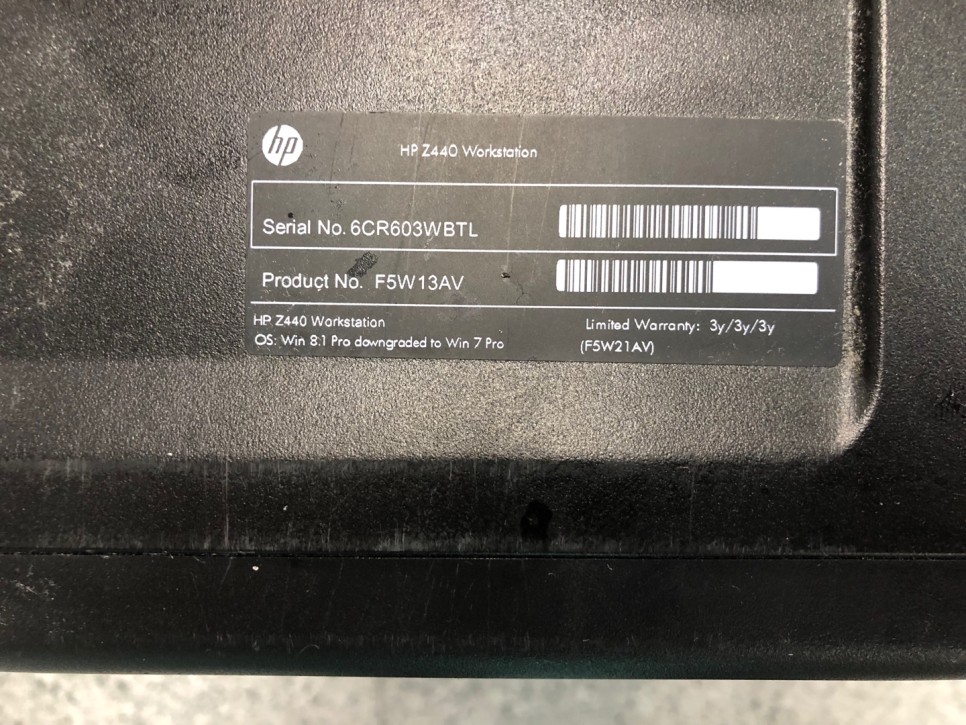 hp
HP Z440 Workstation
Serial No. 6CR603WBTL
Product No. F5W13AV
HP Z440 Workstation
OS: Win 8.1 Pro downgraded to Win 7 Pro
Limited Warranty: 3y/3y/3y
(F5W21AV)